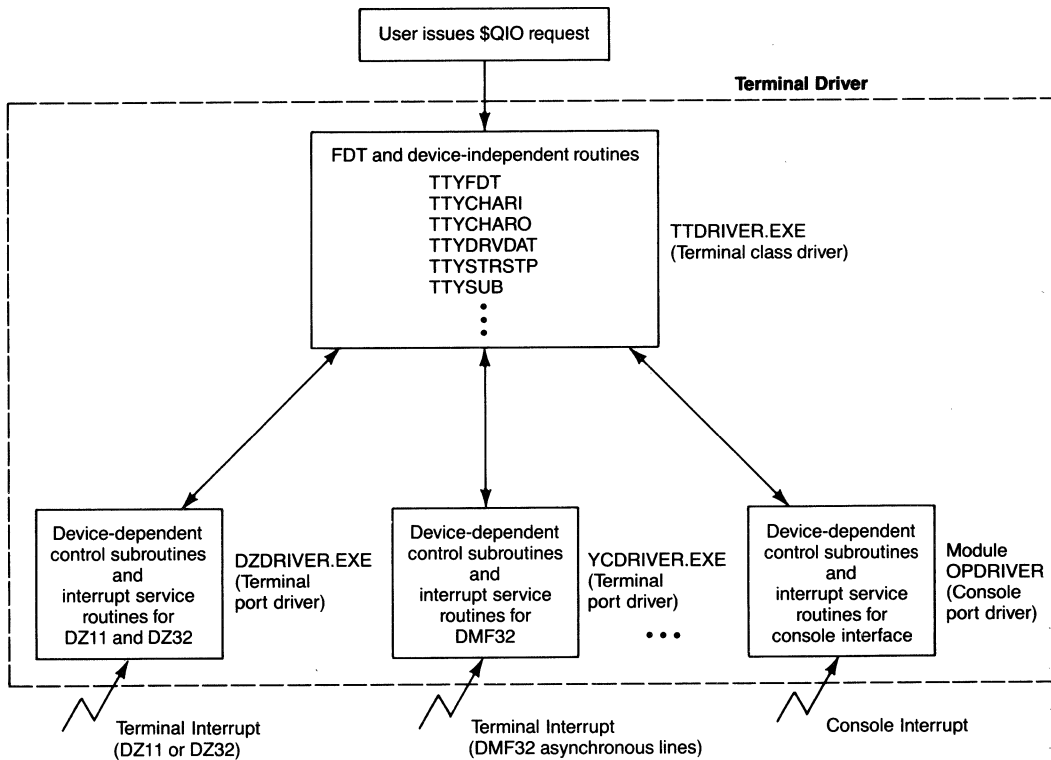 User issues $QIO request
Terminal Driver
FDT and device-independent routines
TTYFDT
TTYCHARI
TTYCHARO
TTYDRVDAT
TTYSTRSTP
TTYSUB
TTDRIVER.EXE
(Terminal class driver)
Device-dependent
control subroutines
and
interrupt service
routines for
DZ11 and DZ32
DZDRIVER.EXE
(Terminal
port driver)
Device-dependent
control subroutines
and
interrupt service
routines for
DMF32
YCDRIVER.EXE
(Terminal
port driver)
Device-dependent
control subroutines
and
interrupt service
routines for
console interface
Module
OPDRIVER
(Console
port driver)
Terminal Interrupt
(DZ11 or DZ32)
Terminal Interrupt
(DMF32 asynchronous lines)
Console Interrupt